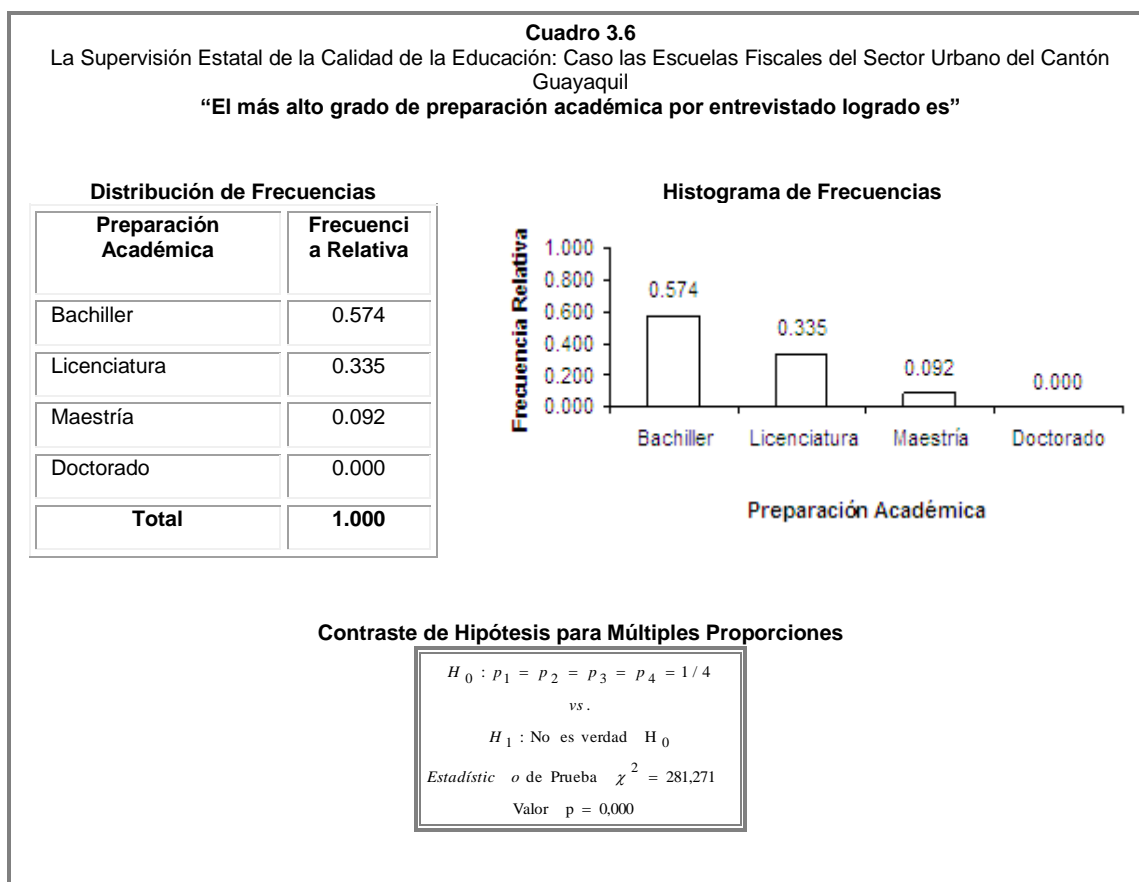 Cuadro 3.6
La Supervisión Estatal de la Calidad de la Educación: Caso las Escuelas Fiscales del Sector Urbano del Cantón
Guayaquil
“El más alto grado de preparación académica por entrevistado logrado es”
Distribución de Frecuencias
Preparación Académica Frecuenci a Relativa
Bachiller 0.574
Licenciatura 0.335
Maestría 0.092
Doctorado 0.000
Total 1.000
Histograma de Frecuencias
Frecuencia Relativa
1.000
0.800
0.600
0.400
0.200
0.000
0.574
0.335
0.092
0.000
Bachiller Licenciatura Maestría Doctorado
Preparación Académica
Contraste de Hipótesis para Múltiples Proporciones
H 0 : p 1 = p 2 = p 3 = p 4 = 1 / 4
vs .
H 1 : No es verdad H 0
Estadístic o de Prueba χ 2 = 281,271
Valor p = 0,000